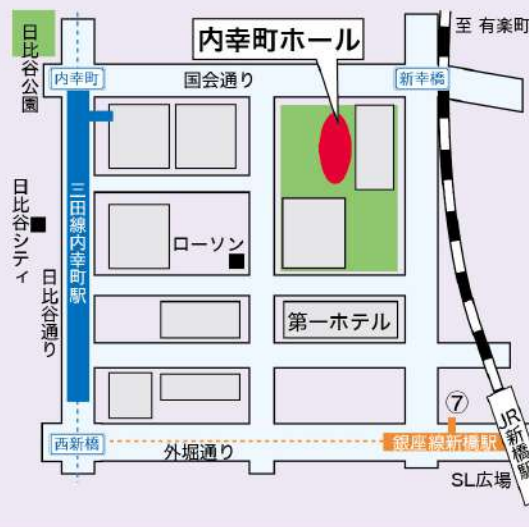 日比谷公園
内幸町ホール
至 有楽町
内幸町
国会通り
新幸橋
三田線内幸町駅
日比谷シティ
ローソン
日比谷通り
第一ホテル
⑦
西新橋
外堀通り
銀座線新橋駅
JR新橋駅
SL広場